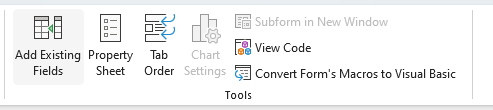 Add Existing
Fields
Property
Sheet
Tab
Order
Chart
Settings
Subform in New Window
View Code
Convert Form's Macros to Visual Basic
Tools